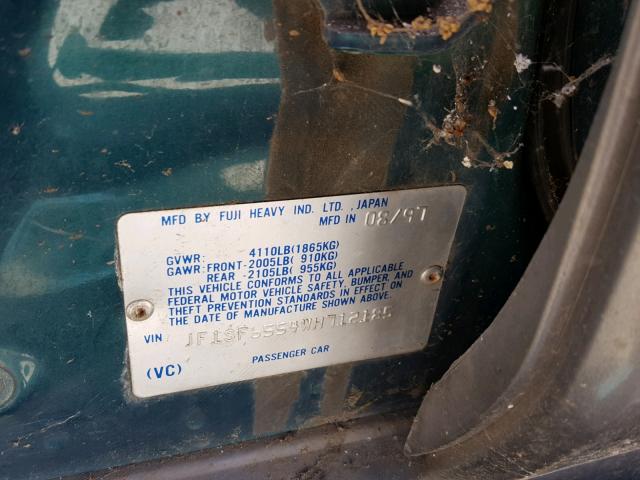 MFD BY FUJI HEAVY IND. LTD., JAPAN
MFD IN 08/97
GVWR: 4110LB(1865KG)
GAWR:FRONT-2005LB( 910KG)
REAR -2105LB( 955KG)
THIS VEHICLE CONFORMS TO ALL APPLICABLE
FEDERAL MOTOR VEHICLE SAFETY, BUMPER, AND
THEFT PREVENTION STANDARDS IN EFFECT ON
THE DATE OF MANUFACTURE SHOWN ABOVE.
VIN: JF1SF6559WH712185
(VC) PASSENGER CAR